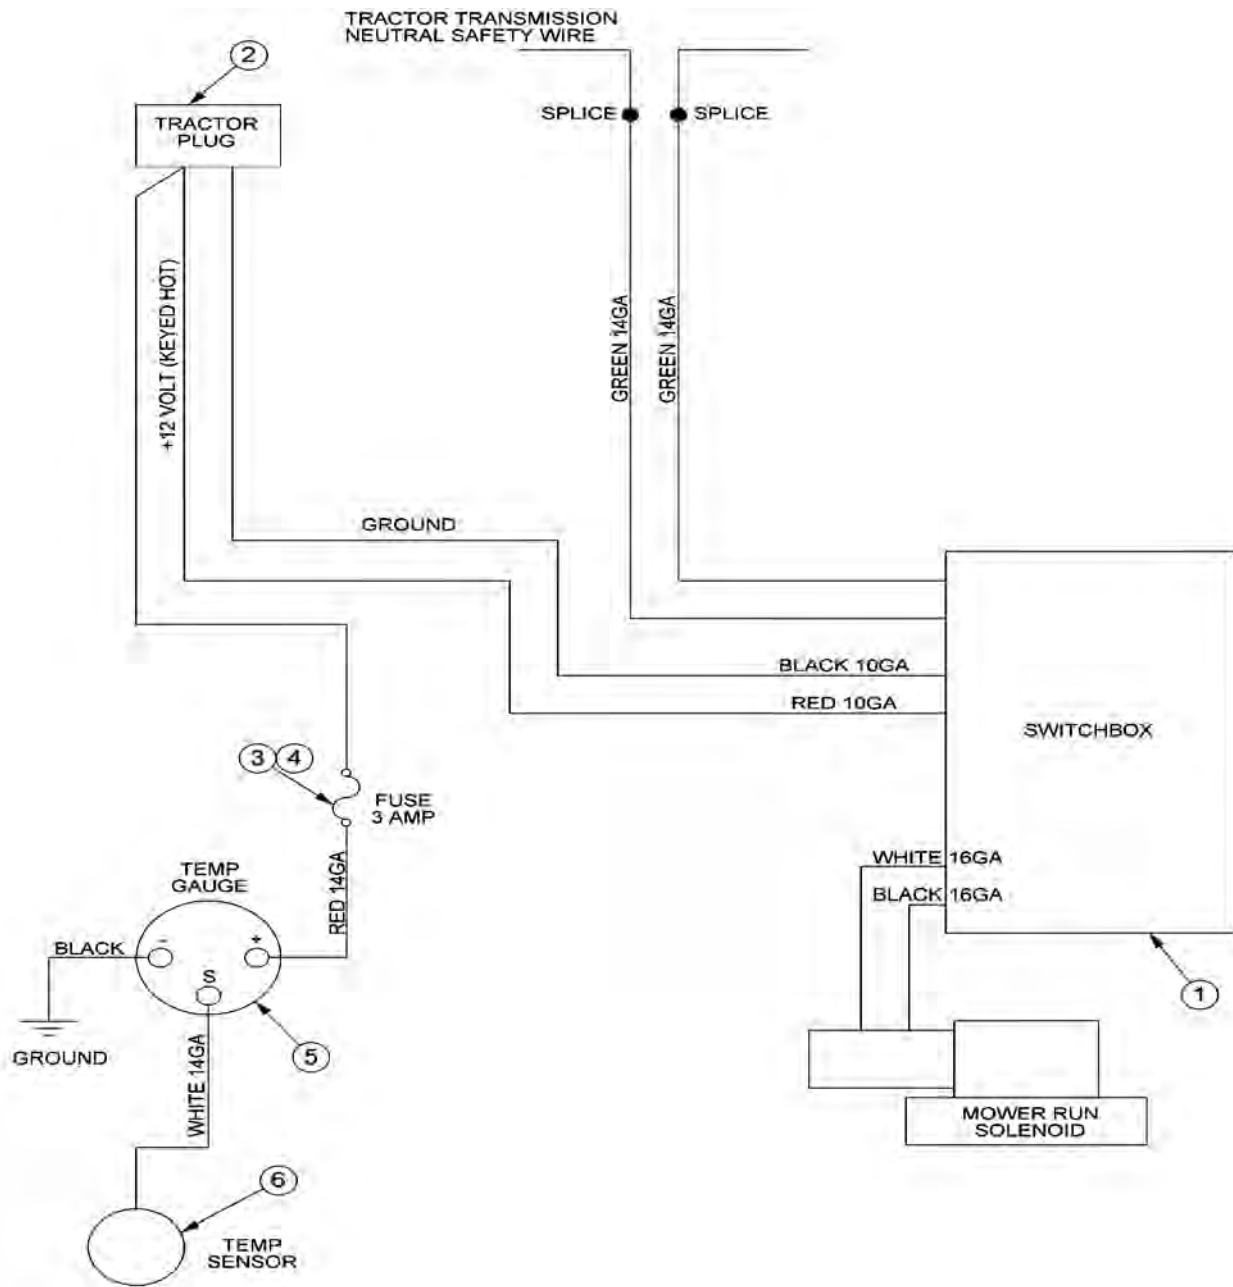 TRACTOR TRANSMISSION
NEUTRAL SAFETY WIRE
2
TRACTOR
PLUG
SPLICE
SPLICE
+12 VOLT (KEYED HOT)
GREEN 14GA
GREEN 14GA
GROUND
BLACK 10GA
RED 10GA
SWITCHBOX
3
4
FUSE
3 AMP
RED 14GA
TEMP
GAUGE
BLACK
-
+
S
GROUND
5
WHITE 14GA
WHITE 16GA
BLACK 16GA
1
MOWER RUN
SOLENOID
6
TEMP
SENSOR